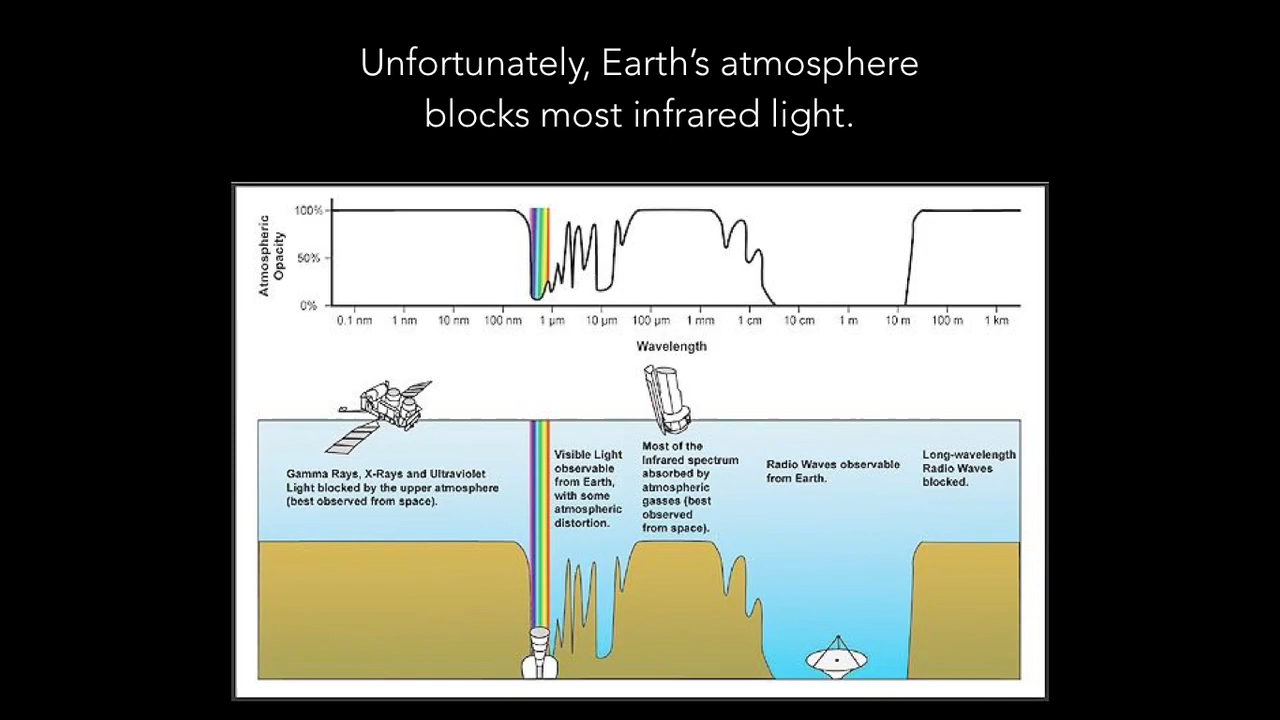 Unfortunately, Earth’s atmosphere
blocks most infrared light.
Atmospheric
Opacity
100%
50%
0%
0.1 nm 1 nm 10 nm 100 nm 1 µm 10 µm 100 µm 1 mm 1 cm 10 cm 1 m 10 m 100 m 1 km
Wavelength
Gamma Rays, X-Rays and Ultraviolet
Light blocked by the upper atmosphere
(best observed from space).
Visible Light
observable
from Earth,
with some
atmospheric
distortion.
Most of the
Infrared spectrum
absorbed by
atmospheric
gasses (best
observed
from space).
Radio Waves observable
from Earth.
Long-wavelength
Radio Waves
blocked.